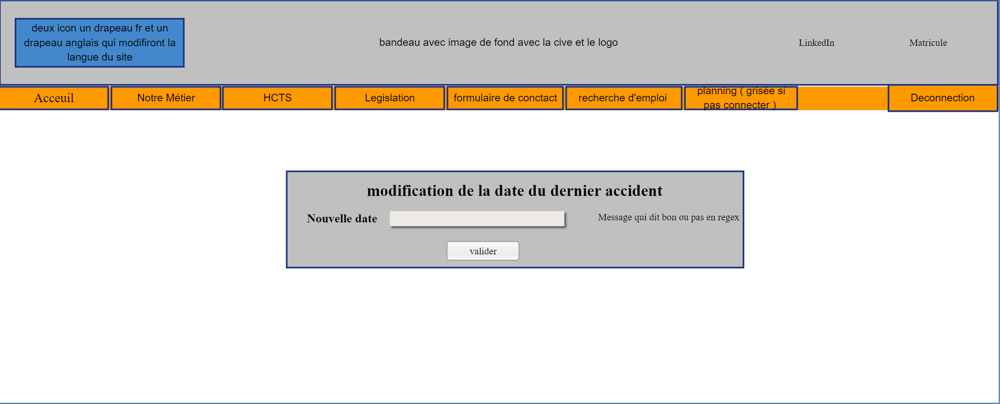 deux icon un drapeau fr et un
drapeau anglais qui modifiront la
langue du site
bandeau avec image de fond avec la cive et le logo
LinkedIn
Matricule
Acceuil
Notre Métier
HCTS
Legislation
formulaire de conctact
recherche d'emploi
planning ( grisée si
pas connecter )
Deconnection
modification de la date du dernier accident
Nouvelle date
Message qui dit bon ou pas en regex
valider